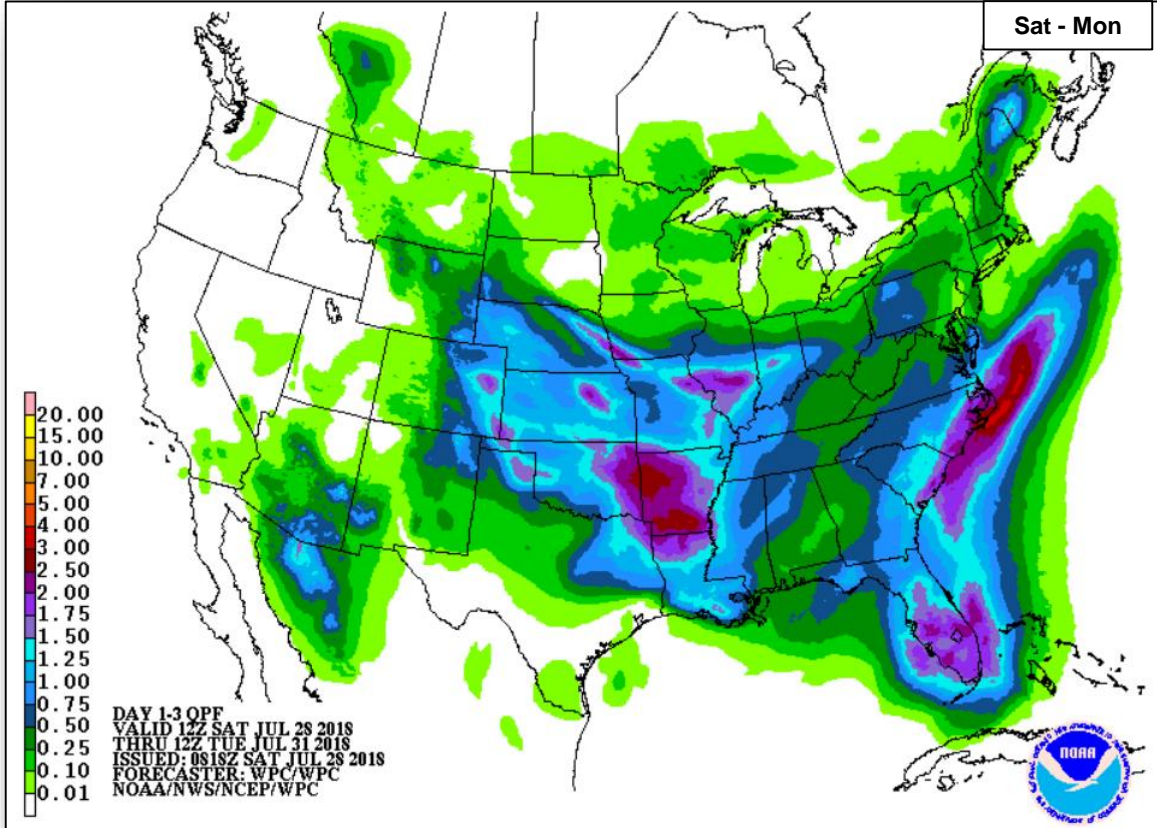 Sat - Mon
20.00
15.00
10.00
7.00
5.00
4.00
3.00
2.50
2.00
1.75
1.50
1.25
1.00
0.75
0.50
0.25
0.10
0.01
DAY 1-3 QPF
VALID 12Z SAT JUL 28 2018
THRU 12Z TUE JUL 31 2018
ISSUED: 0818Z SAT JUL 28 2018
FORECASTER: WPC/WPC
NOAA/NWS/NCEP/WPC
NOAA